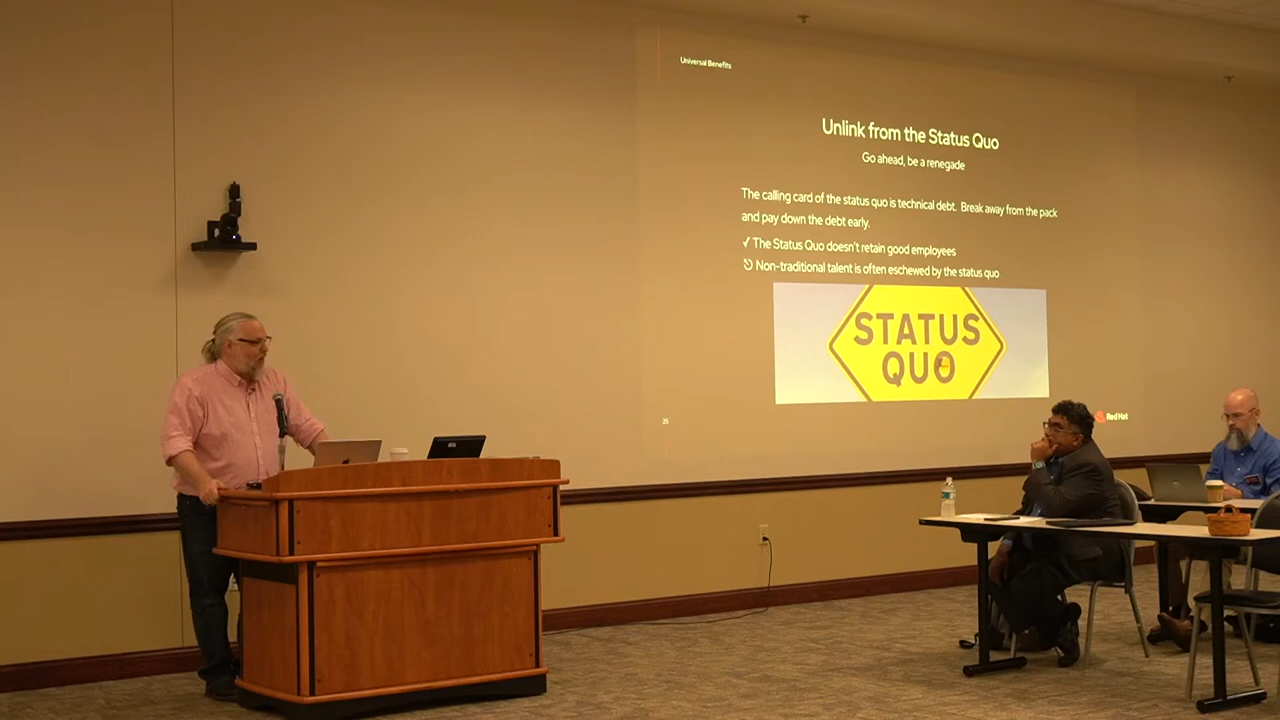 Universal Benefits
Unlink from the Status Quo
Go ahead, be a renegade
The calling card of the status quo is technical debt. Break away from the pack
and pay down the debt early.
✓ The Status Quo doesn't retain good employees
Non-traditional talent is often eschewed by the status quo
STATUS
QUO
25
Red Hat